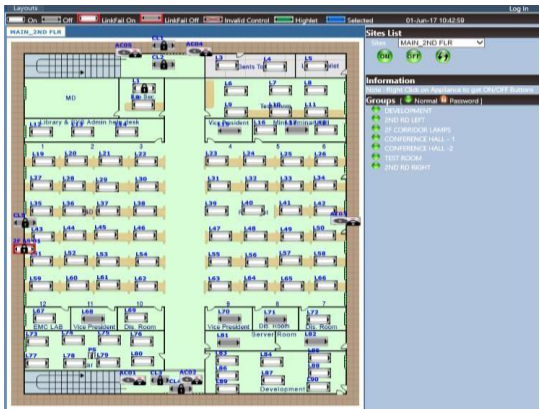 Layouts
Log In
On
Off
LinkFail On
LinkFail Off
Invalid Control
Highlet
Selected
01-Jun-17 10:42:59
MAIN_2ND FLR
Sites List
Sites
MAIN_2ND FLR
ON
OFF
Information
Note : Right Click on Appliance to get ON/OFF Buttons
Groups [ Normal Password ]
DEVELOPMENT
2ND RD LEFT
2F CORRIDOR LAMPS
CONFERENCE HALL - 1
CONFERENCE HALL -2
TEST ROOM
2ND RD RIGHT
AC05
CL1
AC04
CL2
L3
L4
L5
MD
L1
L6
L7
L8
L9
L10
L11
Library & Admin help desk
Vice President
L16
1
2
3
4
5
6
L19
L20
L21
L22
L23
L24
L25
L26
L27
L28
L29
L30
L31
L32
L33
L34
L35
L36
L37
L38
L39
L40
L41
L42
AC03
L43
L44
L45
L46
L47
L48
L49
L50
L51
L52
L53
L54
L55
L56
L57
L58
L59
L60
L61
L62
L63
L64
L65
L66
12
11
10
9
8
7
L67
L68
L69
L70
L71
L72
EMC LAB
Vice President
Dis. Room
Vice President
Dis. Room
Dis. Room
L73
L74
L75
L76
L81
Server Room
L82
L77
L78
L79
L80
L84
AC01
CL3
AC02
CL4
L87
L89
L90
Development